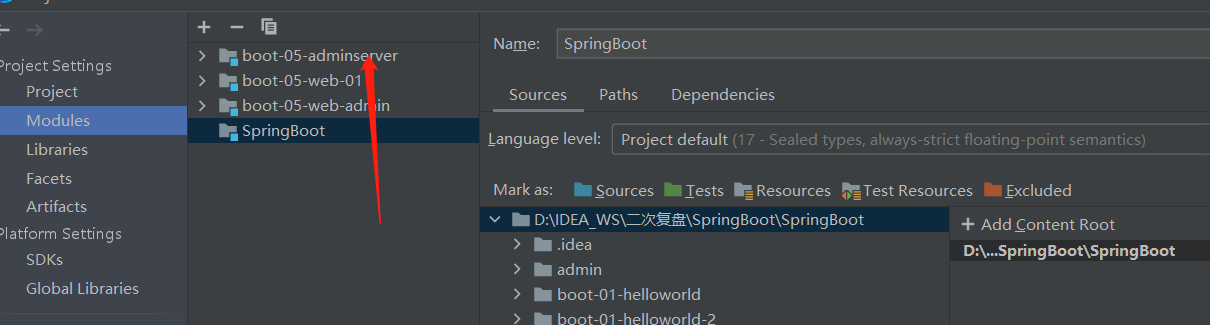 Project Settings
Project
Modules
Libraries
Facets
Artifacts
Platform Settings
SDKs
Global Libraries
boot-05-adminserver
boot-05-web-01
boot-05-web-admin
SpringBoot
Name: SpringBoot
Sources Paths Dependencies
Language level: Project default (17 - Sealed types, always-strict floating-point semantics)
Mark as: Sources Tests Resources Test Resources Excluded
D:\IDEA_WS\二次复盘\SpringBoot\SpringBoot
.idea
admin
boot-01-helloworld
boot-01-helloworld-2
+ Add Content Root
D:\...SpringBoot\SpringBoot